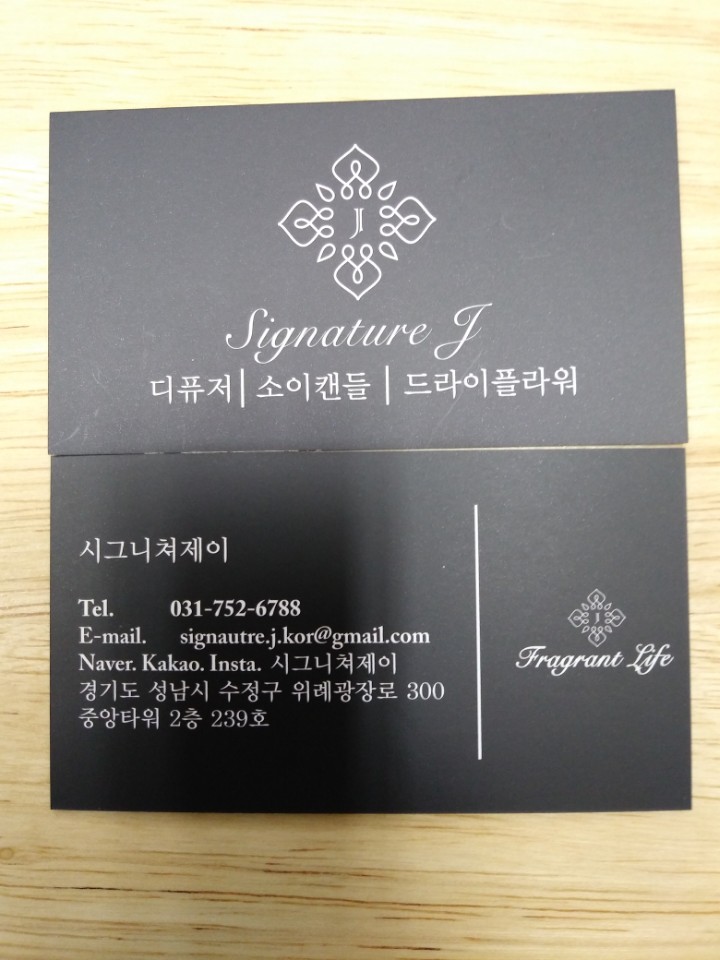 J
Signature J
디퓨저| 소이캔들 | 드라이플라워
시그니쳐제이
Tel. 031-752-6788
E-mail. signautre.j.kor@gmail.com
Naver. Kakao. Insta. 시그니쳐제이
경기도 성남시 수정구 위례광장로 300
중앙타워 2층 239호
J
Fragrant Life